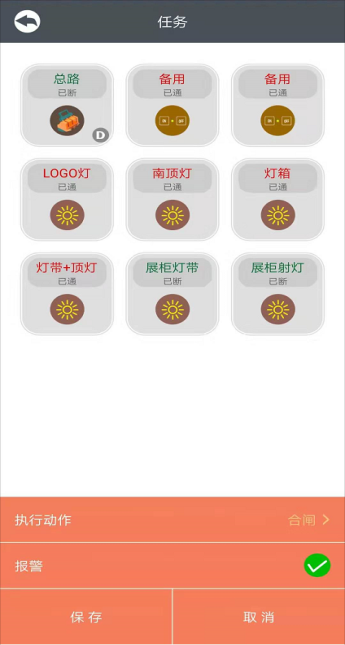 任务
总路
已断
D
备用
已通
备用
已通
LOGO灯
已通
南顶灯
已通
灯箱
已通
灯带+顶灯
已通
展柜灯带
已断
展柜射灯
已断
执行动作
合闸
报警
保存
取消